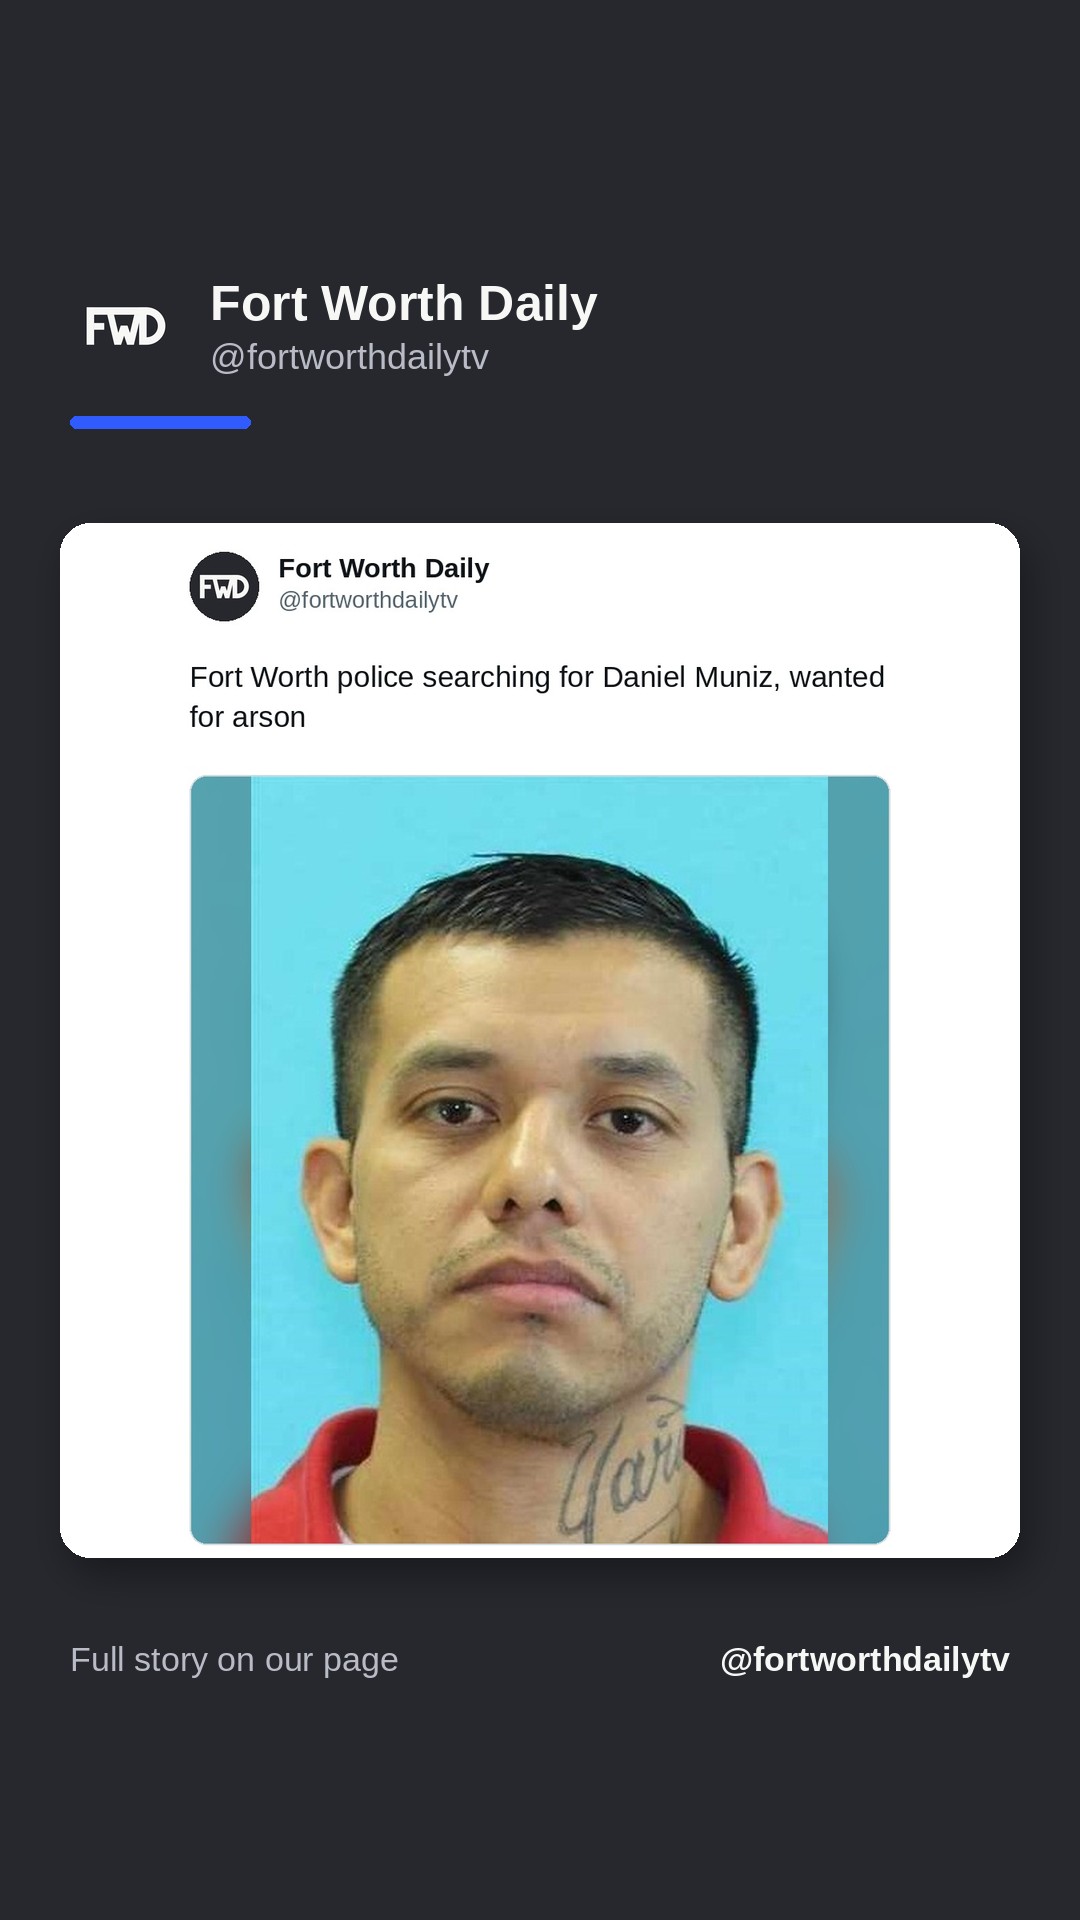 FWD
Fort Worth Daily
@fortworthdailytv
FWD
Fort Worth Daily
@fortworthdailytv
Fort Worth police searching for Daniel Muniz, wanted
for arson
Full story on our page
@fortworthdailytv